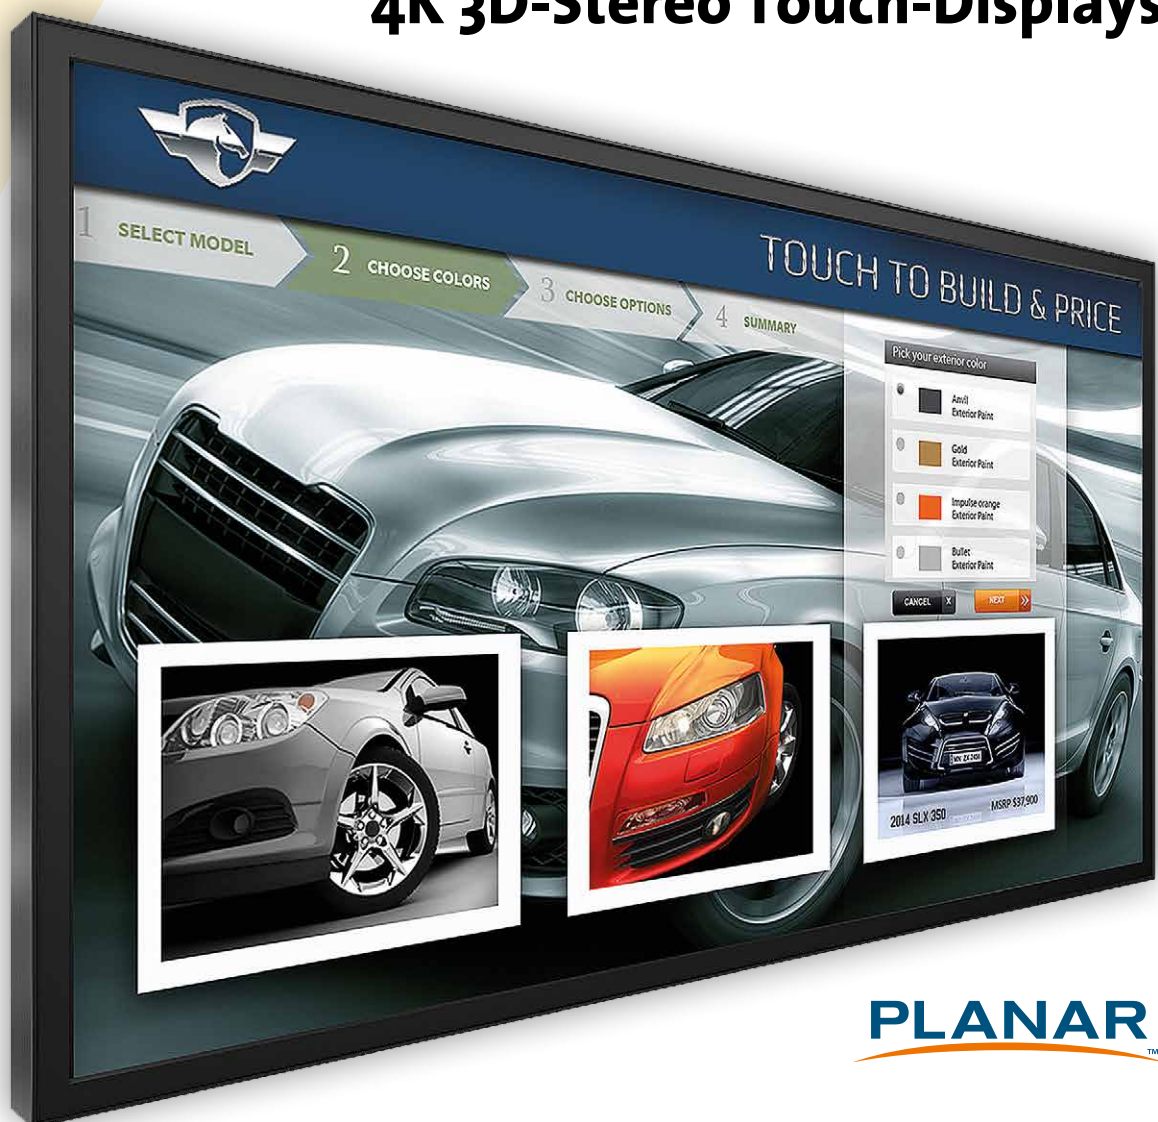 4K 3D-Stereo Touch-Displays
TOUCH TO BUILD & PRICE
1 SELECT MODEL
2 CHOOSE COLORS
3 CHOOSE OPTIONS
4 SUMMARY
Pick your exterior color
Anvil
Exterior Paint
Gold
Exterior Paint
Impulse orange
Exterior Paint
Bullet
Exterior Paint
CANCEL X
NEXT »
2014 SLX 350
MSRP $37,900
PLANAR
TM